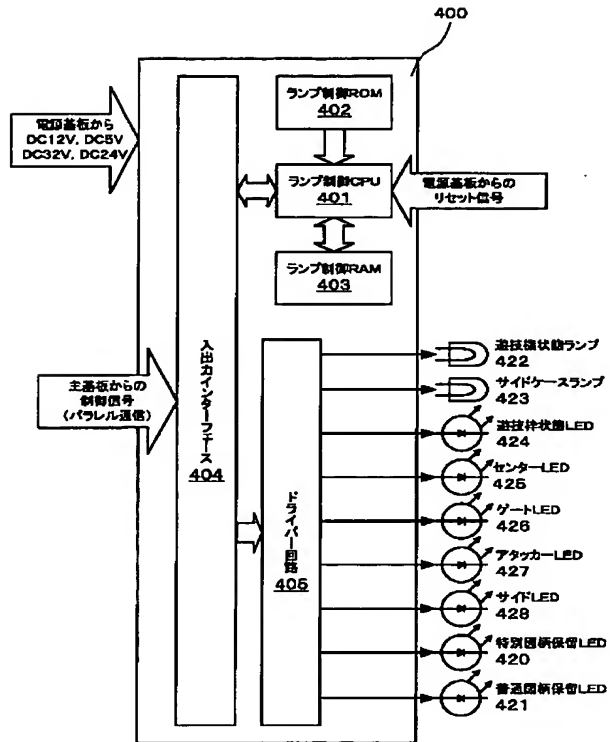 400
電源基板から
DC12V, DC5V
DC32V, DC24V
ランプ制御ROM
402
ランプ制御CPU
401
電源基板からの
リセット信号
ランプ制御RAM
403
主基板からの
制御信号
(パラレル通信)
入出力インターフェース
404
ドライバー回路
405
遊技機状態ランプ
422
サイドケースランプ
423
遊技枠状態LED
424
センターLED
425
ゲートLED
426
アタッカーLED
427
サイドLED
428
特別図柄保留LED
420
普通図柄保留LED
421